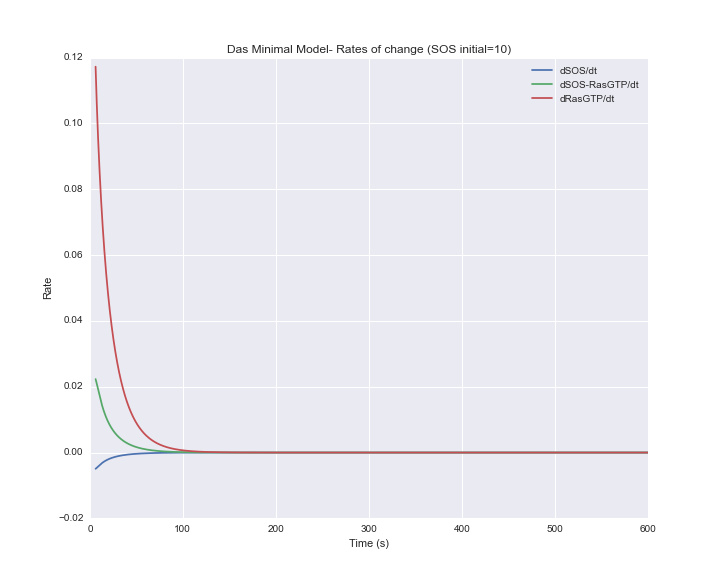 Das Minimal Model- Rates of change (SOS initial=10)
0.12
0.10
0.08
0.06
0.04
0.02
0.00
−0.02
Rate
dSOS/dt
dSOS-RasGTP/dt
dRasGTP/dt
0 100 200 300 400 500 600
Time (s)